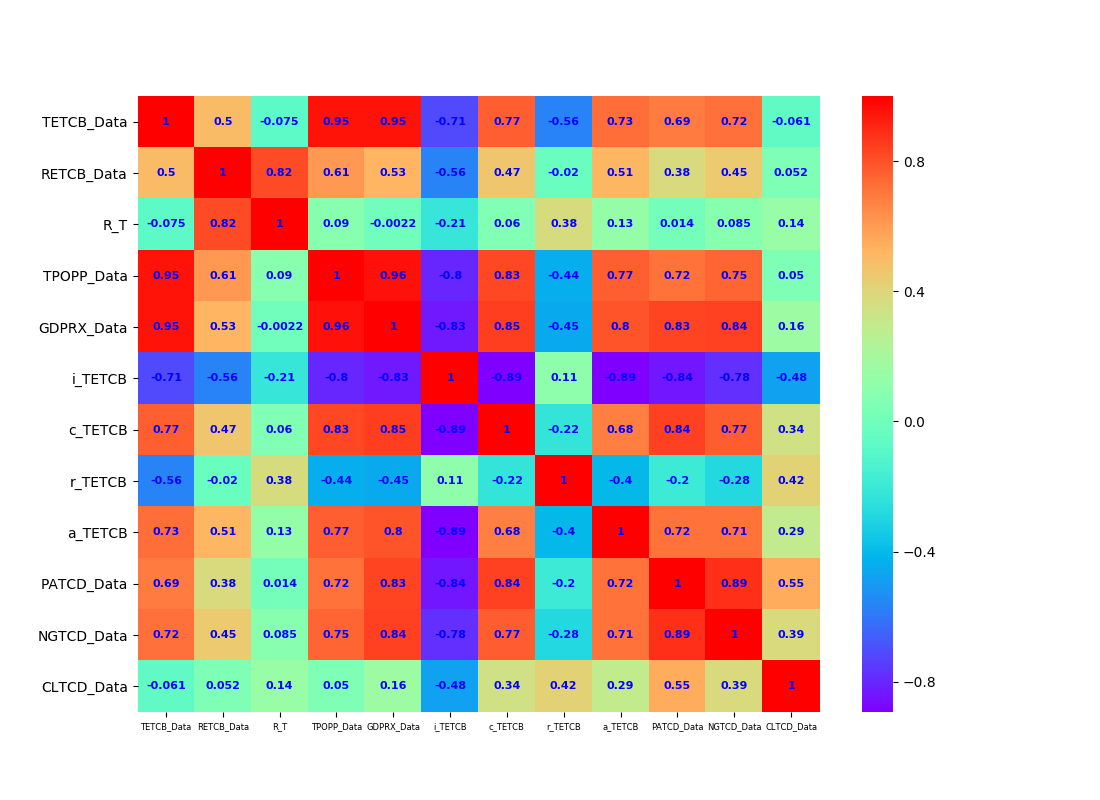 TETCB_Data 1 0.5 -0.075 0.95 0.95 -0.71 0.77 -0.56 0.73 0.69 0.72 -0.061
RETCB_Data 0.5 1 0.82 0.61 0.53 -0.56 0.47 -0.02 0.51 0.38 0.45 0.052
R_T -0.075 0.82 1 0.09 -0.0022 -0.21 0.06 0.38 0.13 0.014 0.085 0.14
TPOPP_Data 0.95 0.61 0.09 1 0.96 -0.8 0.83 -0.44 0.77 0.72 0.75 0.05
GDPRX_Data 0.95 0.53 -0.0022 0.96 1 -0.83 0.85 -0.45 0.8 0.83 0.84 0.16
i_TETCB -0.71 -0.56 -0.21 -0.8 -0.83 1 -0.89 0.11 -0.89 -0.84 -0.78 -0.48
c_TETCB 0.77 0.47 0.06 0.83 0.85 -0.89 1 -0.22 0.68 0.84 0.77 0.34
r_TETCB -0.56 -0.02 0.38 -0.44 -0.45 0.11 -0.22 1 -0.4 -0.2 -0.28 0.42
a_TETCB 0.73 0.51 0.13 0.77 0.8 -0.89 0.68 -0.4 1 0.72 0.71 0.29
PATCD_Data 0.69 0.38 0.014 0.72 0.83 -0.84 0.84 -0.2 0.72 1 0.89 0.55
NGTCD_Data 0.72 0.45 0.085 0.75 0.84 -0.78 0.77 -0.28 0.71 0.89 1 0.39
CLTCD_Data -0.061 0.052 0.14 0.05 0.16 -0.48 0.34 0.42 0.29 0.55 0.39 1
TETCB_Data RETCB_Data R_T TPOPP_Data GDPRX_Data i_TETCB c_TETCB r_TETCB a_TETCB PATCD_Data NGTCD_Data CLTCD_Data
0.8
0.4
0.0
−0.4
−0.8